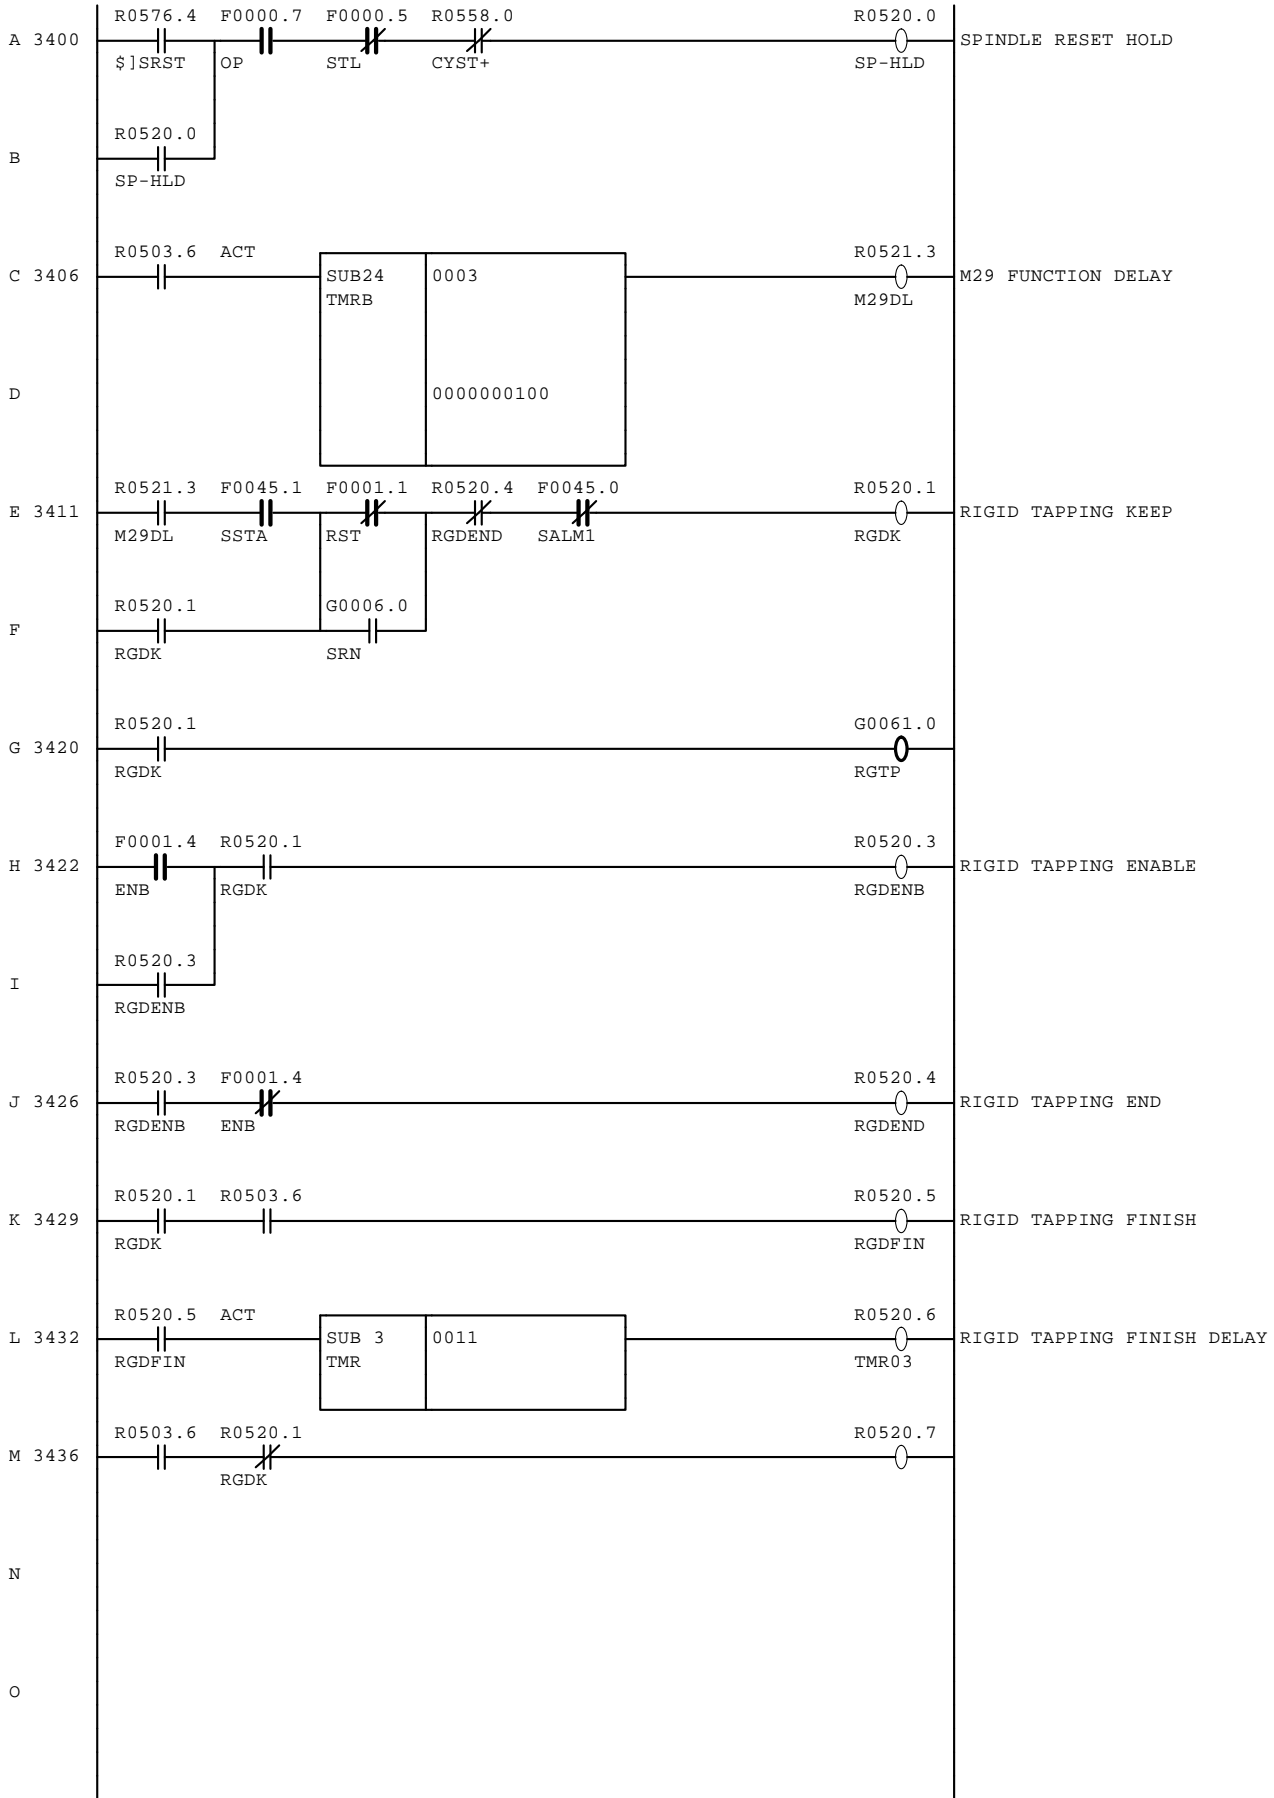 R0576.4 F0000.7 F0000.5 R0558.0 R0520.0
A 3400 SPINDLE RESET HOLD
$]SRST OP STL CYST+ SP-HLD
R0520.0
B
SP-HLD
R0503.6 ACT R0521.3
C 3406 SUB24 0003 M29 FUNCTION DELAY
TMRB M29DL
D 0000000100
R0521.3 F0045.1 F0001.1 R0520.4 F0045.0 R0520.1
E 3411 RIGID TAPPING KEEP
M29DL SSTA RST RGDEND SALM1 RGDK
R0520.1 G0006.0
F
RGDK SRN
R0520.1 G0061.0
G 3420
RGDK RGTP
F0001.4 R0520.1 R0520.3
H 3422 RIGID TAPPING ENABLE
ENB RGDK RGDENB
R0520.3
I
RGDENB
R0520.3 F0001.4 R0520.4
J 3426 RIGID TAPPING END
RGDENB ENB RGDEND
R0520.1 R0503.6 R0520.5
K 3429 RIGID TAPPING FINISH
RGDK RGDFIN
R0520.5 ACT R0520.6
L 3432 SUB 3 0011 RIGID TAPPING FINISH DELAY
RGDFIN TMR TMR03
R0503.6 R0520.1 R0520.7
M 3436
RGDK
N
O